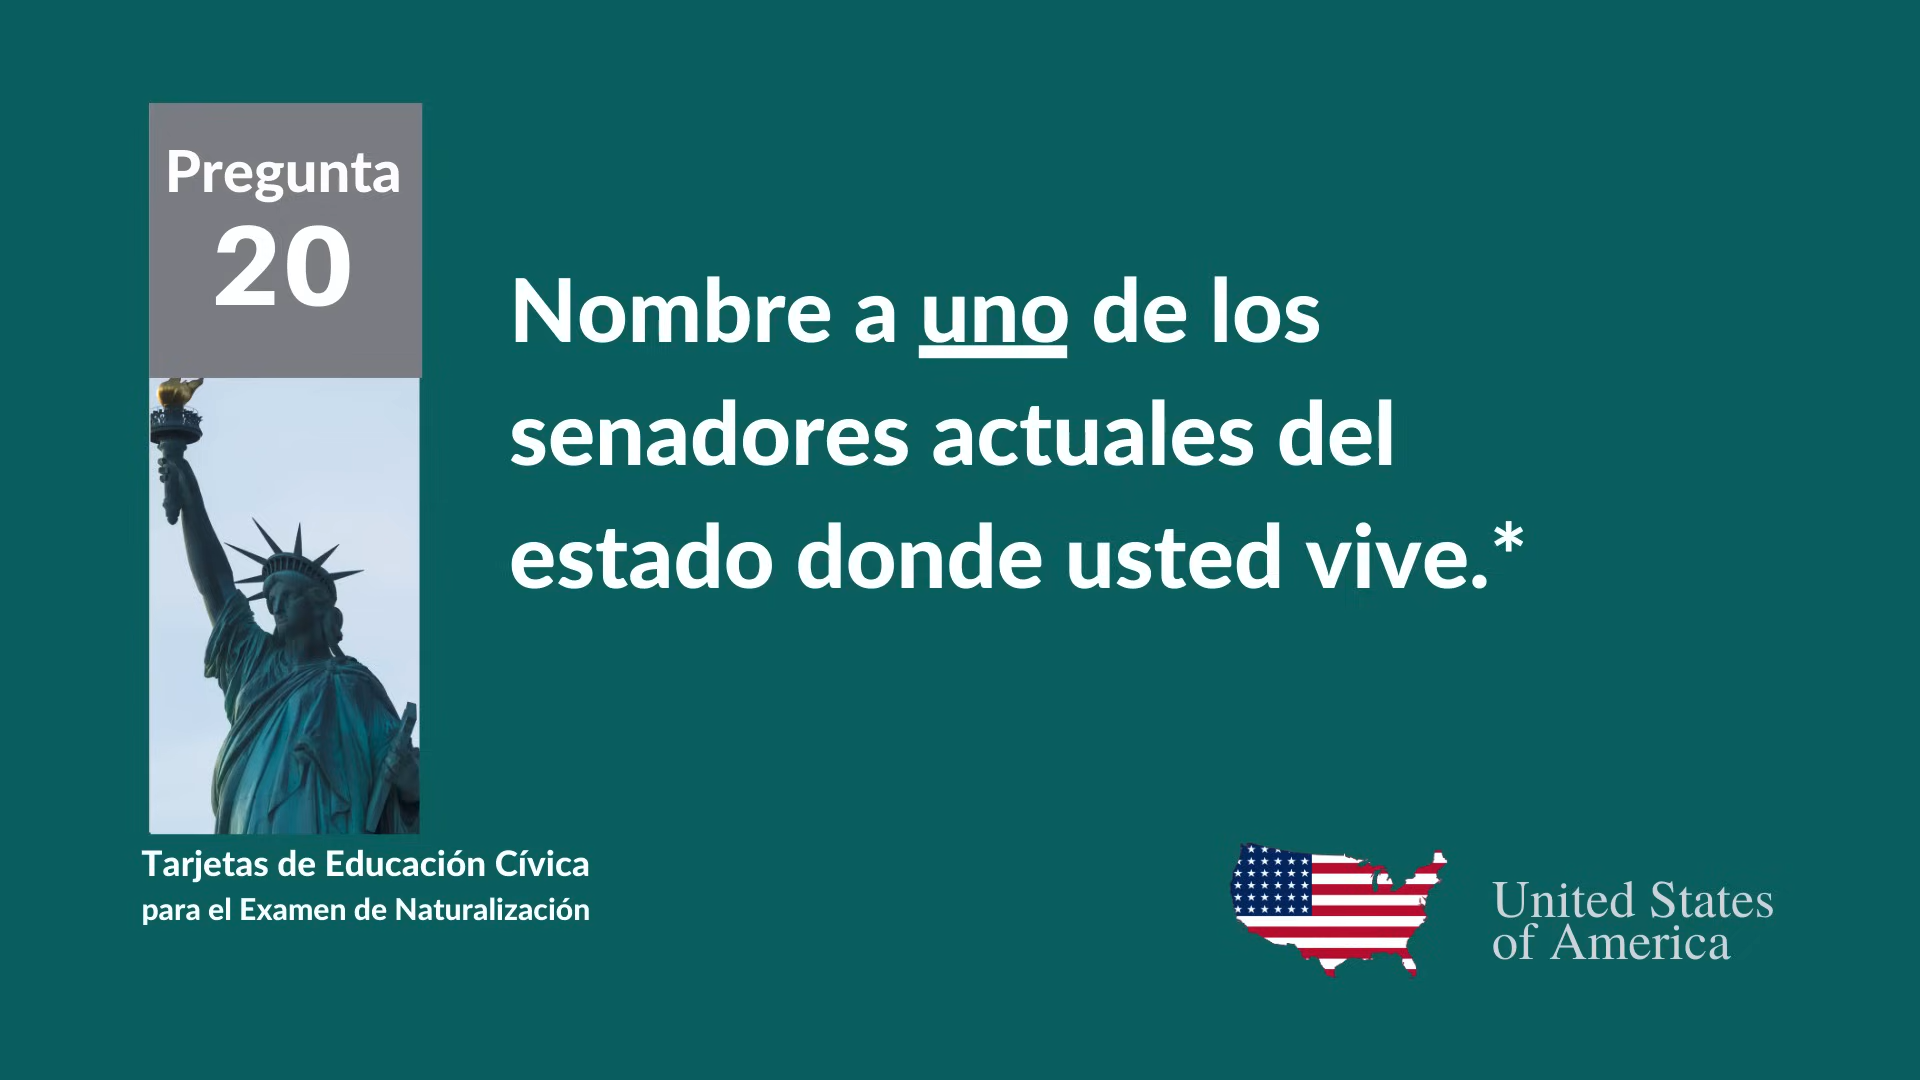 Pregunta
20
Nombre a uno de los
senadores actuales del
estado donde usted vive.*
Tarjetas de Educación Cívica
para el Examen de Naturalización
United States
of America